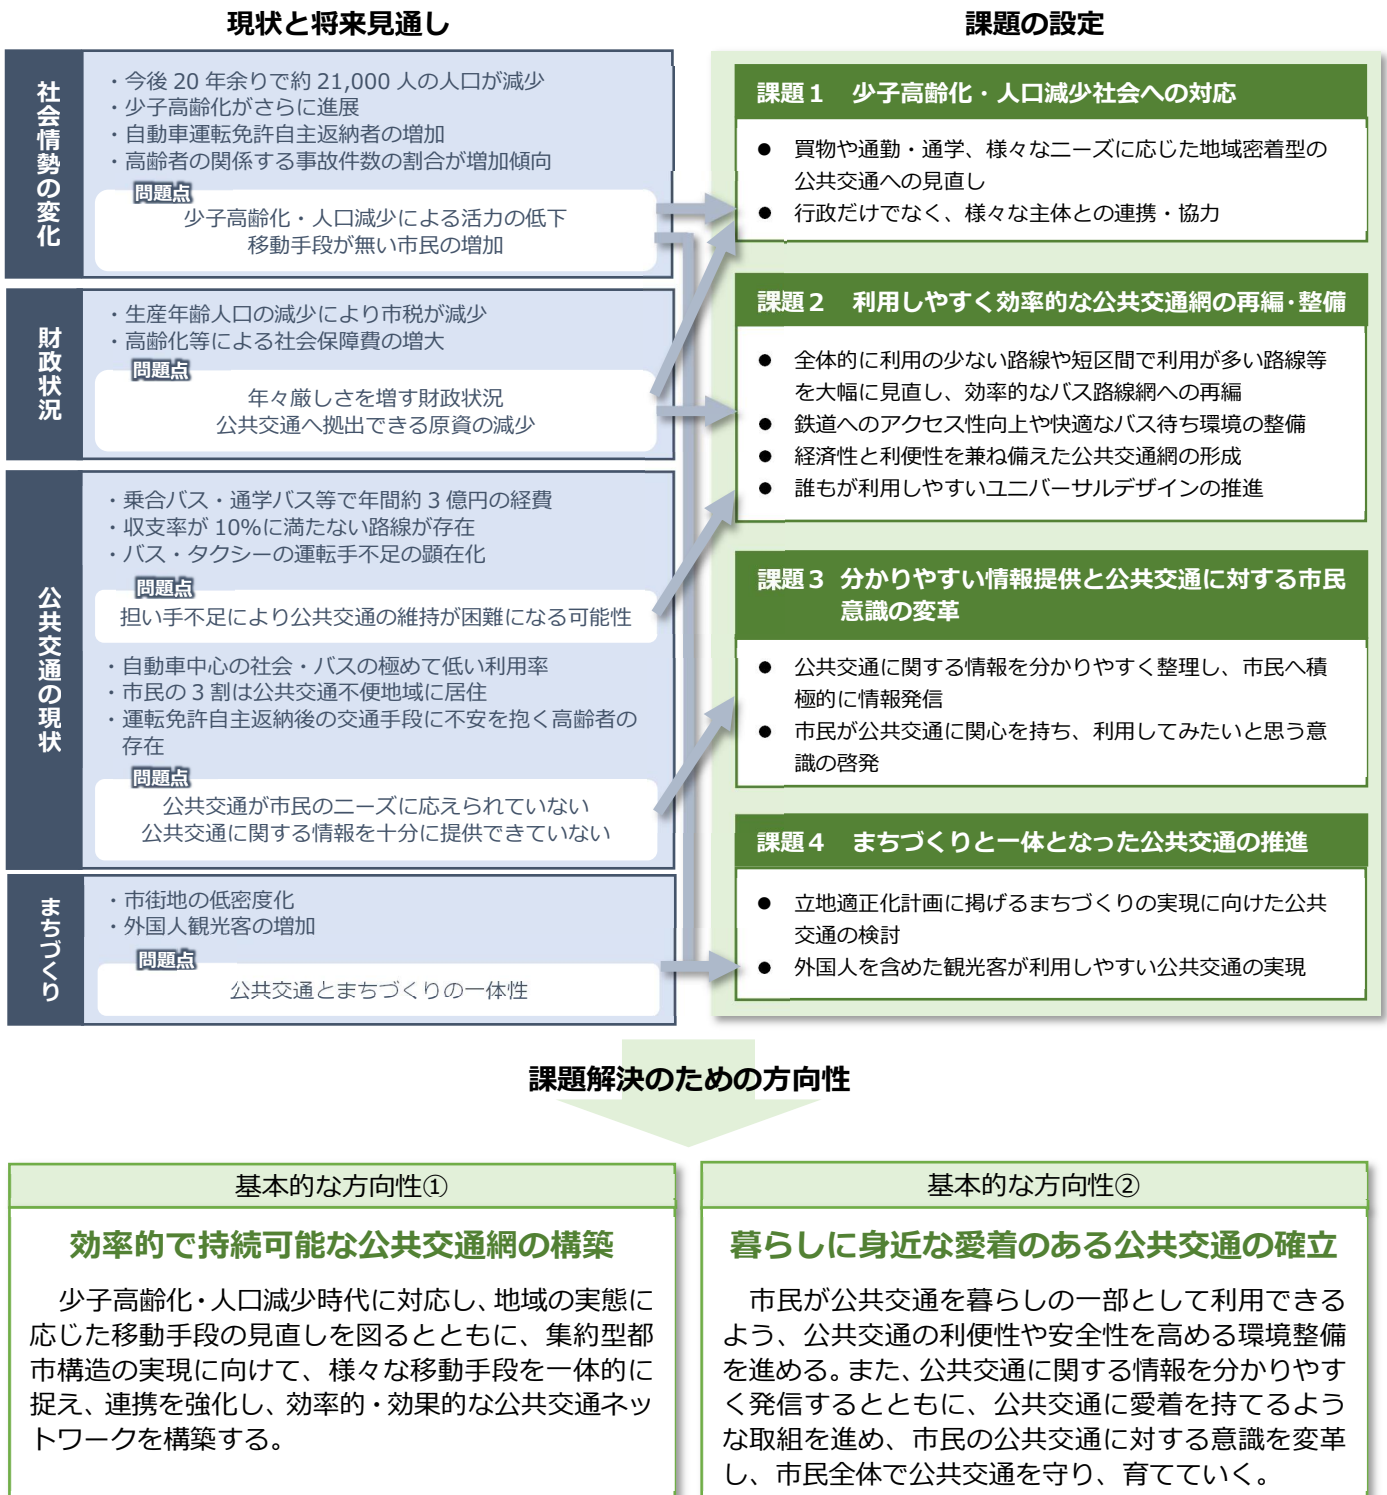 現状と将来見通し
社会情勢の変化
・今後 20 年余りで約 21,000 人の人口が減少
・少子高齢化がさらに進展
・自動車運転免許自主返納者の増加
・高齢者の関係する事故件数の割合が増加傾向
問題点
少子高齢化・人口減少による活力の低下
移動手段が無い市民の増加
財政状況
・生産年齢人口の減少により市税が減少
・高齢化等による社会保障費の増大
問題点
年々厳しさを増す財政状況
公共交通へ拠出できる原資の減少
公共交通の現状
・乗合バス・通学バス等で年間約 3 億円の経費
・収支率が 10%に満たない路線が存在
・バス・タクシーの運転手不足の顕在化
問題点
担い手不足により公共交通の維持が困難になる可能性
・自動車中心の社会・バスの極めて低い利用率
・市民の 3 割は公共交通不便地域に居住
・運転免許自主返納後の交通手段に不安を抱く高齢者の
存在
問題点
公共交通が市民のニーズに応えられていない
公共交通に関する情報を十分に提供できていない
まちづくり
・市街地の低密度化
・外国人観光客の増加
問題点
公共交通とまちづくりの一体性
課題の設定
課題１　少子高齢化・人口減少社会への対応
● 買物や通勤・通学、様々なニーズに応じた地域密着型の
公共交通への見直し
● 行政だけでなく、様々な主体との連携・協力
課題２　利用しやすく効率的な公共交通網の再編・整備
● 全体的に利用の少ない路線や短区間で利用が多い路線等
を大幅に見直し、効率的なバス路線網への再編
● 鉄道へのアクセス性向上や快適なバス待ち環境の整備
● 経済性と利便性を兼ね備えた公共交通網の形成
● 誰もが利用しやすいユニバーサルデザインの推進
課題３ 分かりやすい情報提供と公共交通に対する市民
意識の変革
● 公共交通に関する情報を分かりやすく整理し、市民へ積
極的に情報発信
● 市民が公共交通に関心を持ち、利用してみたいと思う意
識の啓発
課題４　まちづくりと一体となった公共交通の推進
● 立地適正化計画に掲げるまちづくりの実現に向けた公共
交通の検討
● 外国人を含めた観光客が利用しやすい公共交通の実現
課題解決のための方向性
基本的な方向性①
効率的で持続可能な公共交通網の構築
少子高齢化・人口減少時代に対応し、地域の実態に
応じた移動手段の見直しを図るとともに、集約型都
市構造の実現に向けて、様々な移動手段を一体的に
捉え、連携を強化し、効率的・効果的な公共交通ネッ
トワークを構築する。
基本的な方向性②
暮らしに身近な愛着のある公共交通の確立
市民が公共交通を暮らしの一部として利用できる
よう、公共交通の利便性や安全性を高める環境整備
を進める。また、公共交通に関する情報を分かりやす
く発信するとともに、公共交通に愛着を持てるよう
な取組を進め、市民の公共交通に対する意識を変革
し、市民全体で公共交通を守り、育てていく。